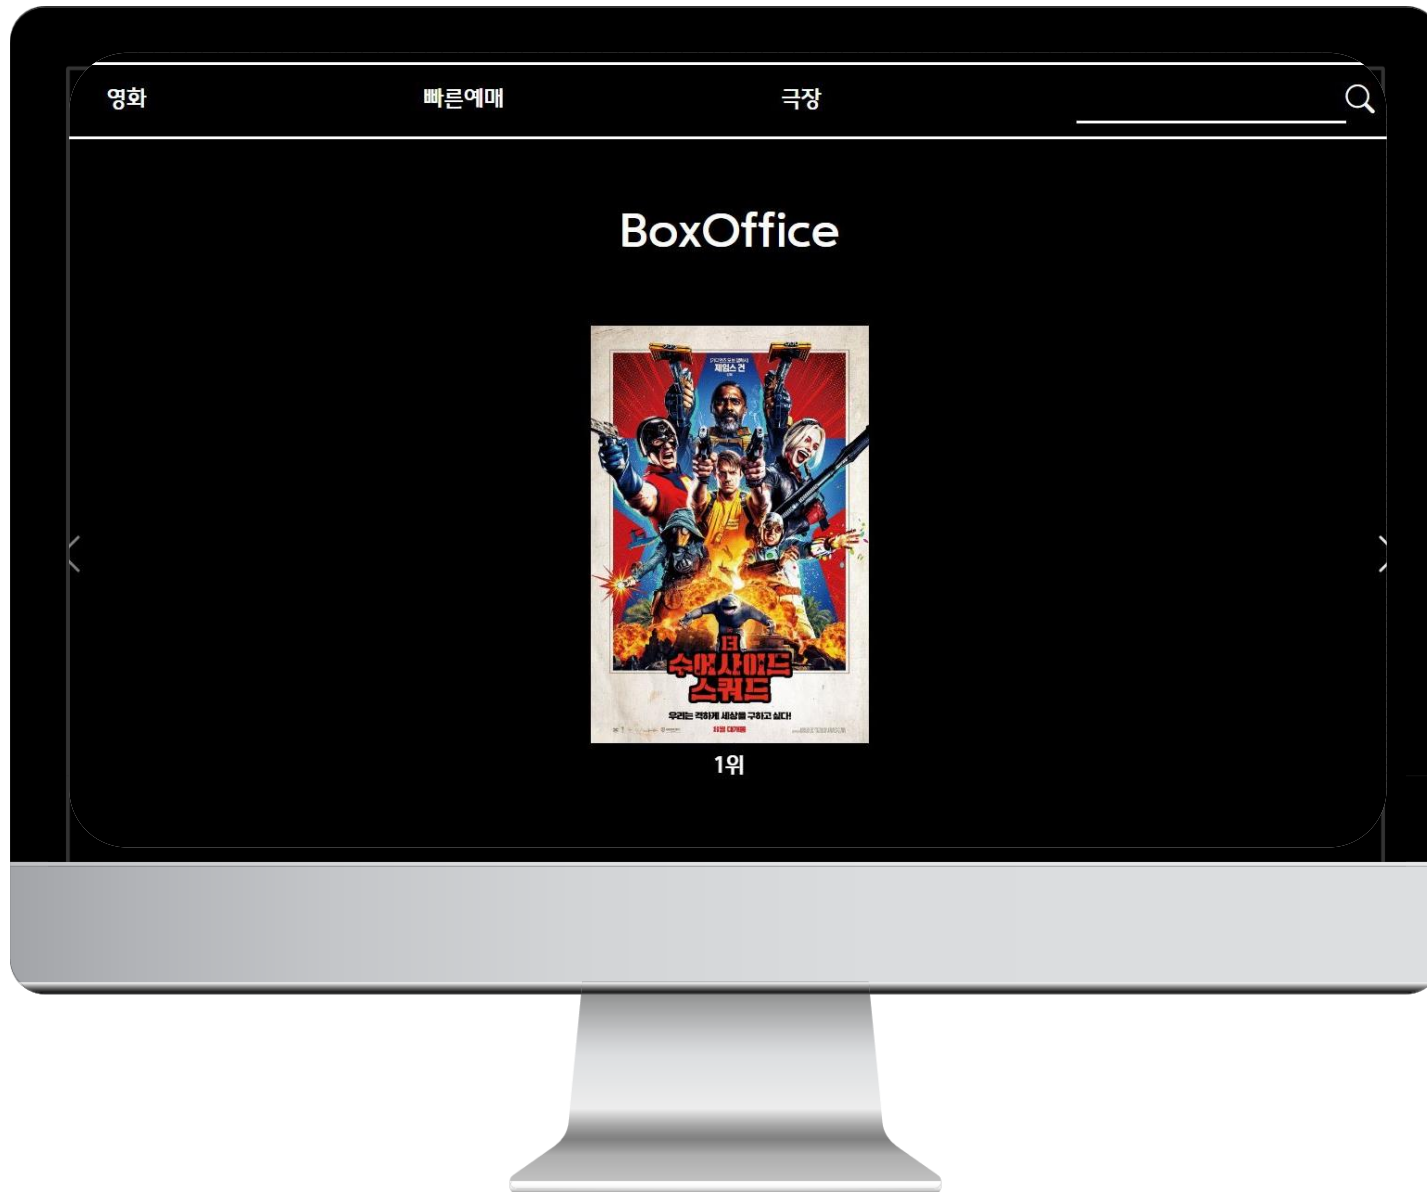 영화
빠른예매
극장
BoxOffice
제임스 건
더
수어사이드
스쿼드
우리는 격하게 세상을 구하고 싶다!
1위